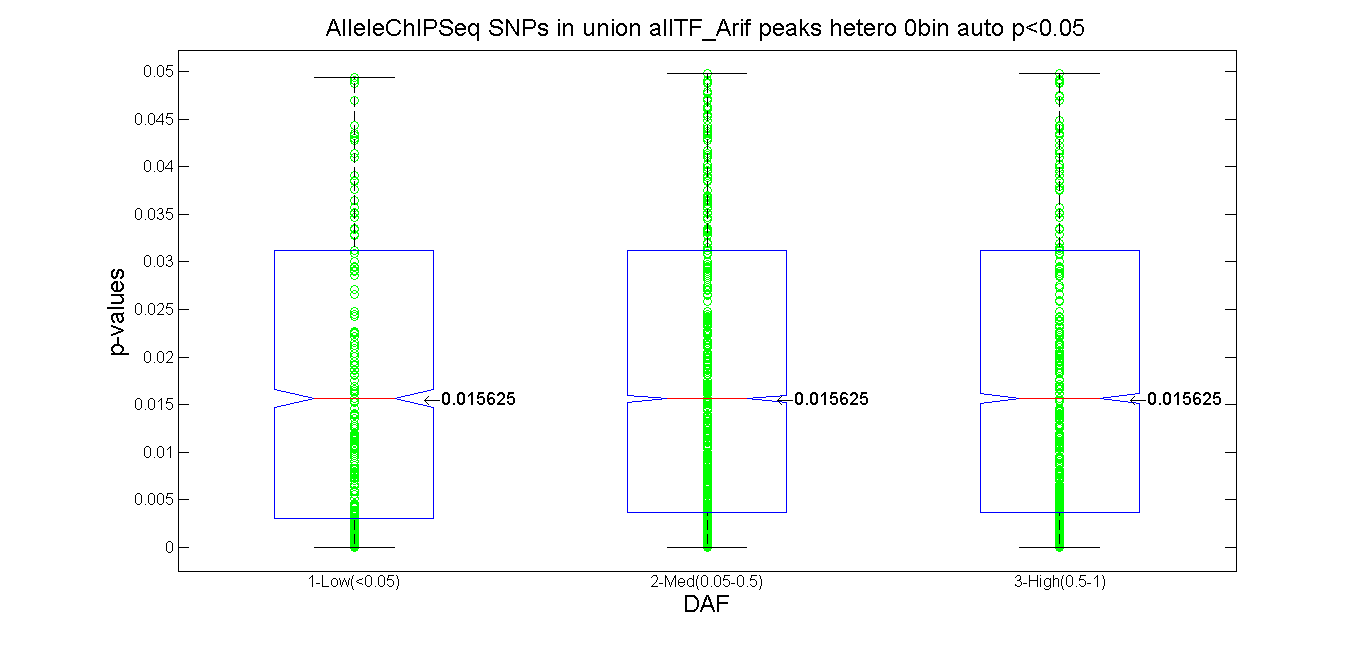 AlleleChIPSeq SNPs in union allTF_Arif peaks hetero 0bin auto p<0.05
0.05
0.045
0.04
0.035
0.03
0.025
0.02
0.015
0.01
0.005
0
p-values
0.015625
0.015625
0.015625
1-Low(<0.05)
2-Med(0.05-0.5)
3-High(0.5-1)
DAF